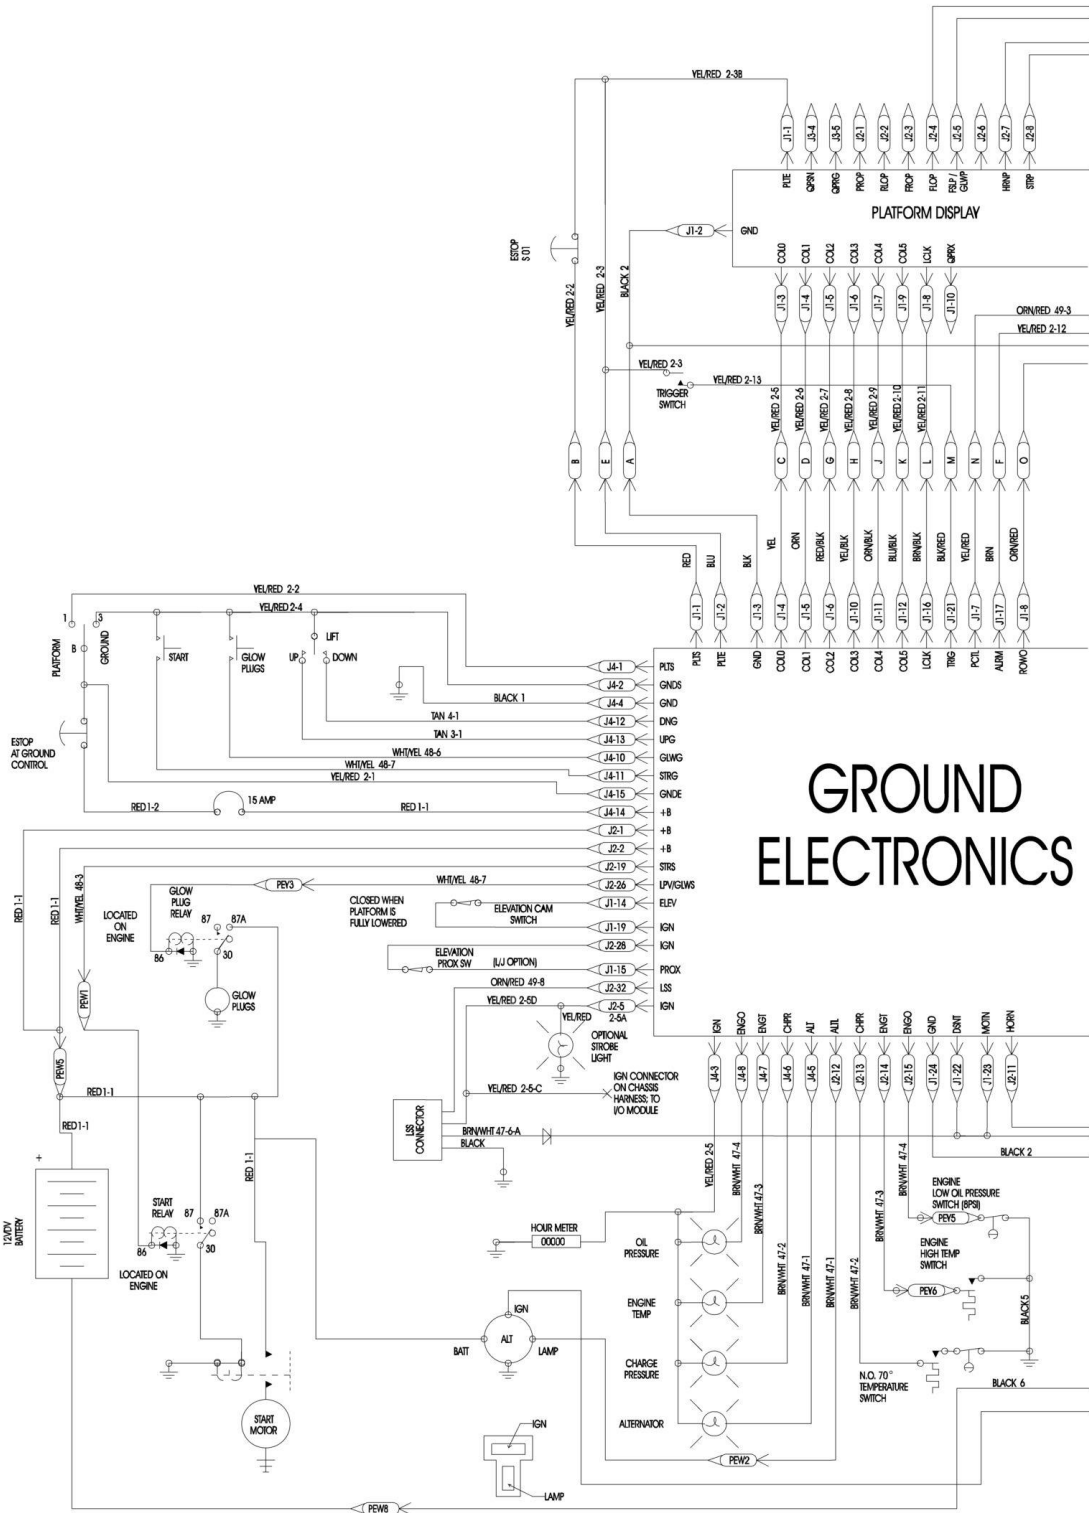 YEL/RED 2-3B
J1-1
J3-4
J3-5
J2-1
J2-2
J2-3
J2-4
J2-5
J2-6
J2-7
J2-8
PLTE
QPSN
QPRG
PROP
RLOP
FROP
FLOP
FSLP /
GLWP
HRNP
STRP
PLATFORM DISPLAY
J1-2
GND
ESTOP
S 01
COL0
COL1
COL2
COL3
COL4
COL5
LCLK
QPRX
J1-3
J1-4
J1-5
J1-6
J1-7
J1-9
J1-8
J1-10
YEL/RED 2-2
YEL/RED 2-3
BLACK 2
ORN/RED 49-3
YEL/RED 2-12
YEL/RED 2-3
TRIGGER
SWITCH
YEL/RED 2-13
YEL/RED 2-5
YEL/RED 2-6
YEL/RED 2-7
YEL/RED 2-8
YEL/RED 2-9
YEL/RED 2-10
YEL/RED 2-11
B
E
A
C
D
G
H
J
K
L
M
N
F
O
RED
BLU
BLK
YEL
ORN
RED/BLK
YEL/BLK
ORN/BLK
BLU/BLK
BRN/BLK
BLK/RED
YEL/RED
BRN
ORN/RED
J1-1
J1-2
J1-3
J1-4
J1-5
J1-6
J1-10
J1-11
J1-12
J1-16
J1-21
J1-7
J1-17
J1-8
PLTS
PLTE
GND
COL0
COL1
COL2
COL3
COL4
COL5
LCLK
TRIG
PCTL
ALRM
ROWO
YEL/RED 2-2
YEL/RED 2-4
1
3
B
PLATFORM
GROUND
START
GLOW
PLUGS
LIFT
UP
DOWN
ESTOP
AT GROUND
CONTROL
J4-1 PLTS
J4-2 GNDS
BLACK 1 J4-4 GND
TAN 4-1 J4-12 DNG
TAN 3-1 J4-13 UPG
WHT/YEL 48-6 J4-10 GLWG
WHT/YEL 48-7 J4-11 STRG
YEL/RED 2-1 J4-15 GNDE
RED 1-2 15 AMP RED 1-1 J4-14 +B
J2-1 +B
J2-2 +B
J2-19 STRS
PEY3 WHT/YEL 48-7 J2-26 LPV/GLWS
J1-14 ELEV
J1-19 IGN
J2-28 IGN
J1-15 PROX
ORN/RED 49-8 J2-32 LSS
YEL/RED 2-5D J2-5 IGN
2-5A
GROUND
ELECTRONICS
RED 1-1
RED 1-1
WHT/YEL 48-3
LOCATED
ON
ENGINE
GLOW
PLUG
RELAY
87
87A
86
30
GLOW
PLUGS
CLOSED WHEN
PLATFORM IS
FULLY LOWERED
ELEVATION CAM
SWITCH
ELEVATION
PROX SW
(L/J OPTION)
YEL/RED
OPTIONAL
STROBE
LIGHT
PEW1
PEW5
RED 1-1
RED 1-1
YEL/RED 2-5-C
IGN CONNECTOR
ON CHASSIS
HARNESS; TO
I/O MODULE
LSS
CONNECTOR
BRN/WHT 47-6-A
BLACK
IGN
ENGO
ENGT
CHPR
ALT
ALTL
CHPR
ENGT
ENGO
GND
DSNT
MOTN
HORN
J4-3
J4-8
J4-7
J4-6
J4-5
J2-12
J2-13
J2-14
J2-15
J1-24
J1-22
J1-23
J2-11
BLACK 2
YEL/RED 2-5
BRN/WHT 47-4
BRN/WHT 47-3
BRN/WHT 47-2
BRN/WHT 47-1
BRN/WHT 47-1
BRN/WHT 47-2
BRN/WHT 47-3
BRN/WHT 47-4
+
12VDV
BATTERY
RED 1-1
START
RELAY
87
87A
86
30
LOCATED ON
ENGINE
HOUR METER
00000
OIL
PRESSURE
ENGINE
TEMP
CHARGE
PRESSURE
ALTERNATOR
ENGINE
LOW OIL PRESSURE
SWITCH (8PSI)
PEY5
ENGINE
HIGH TEMP
SWITCH
PEY6
BLACK 5
N.O. 70°
TEMPERATURE
SWITCH
BLACK 6
IGN
BATT
ALT
LAMP
START
MOTOR
IGN
LAMP
PEW2
PEW8